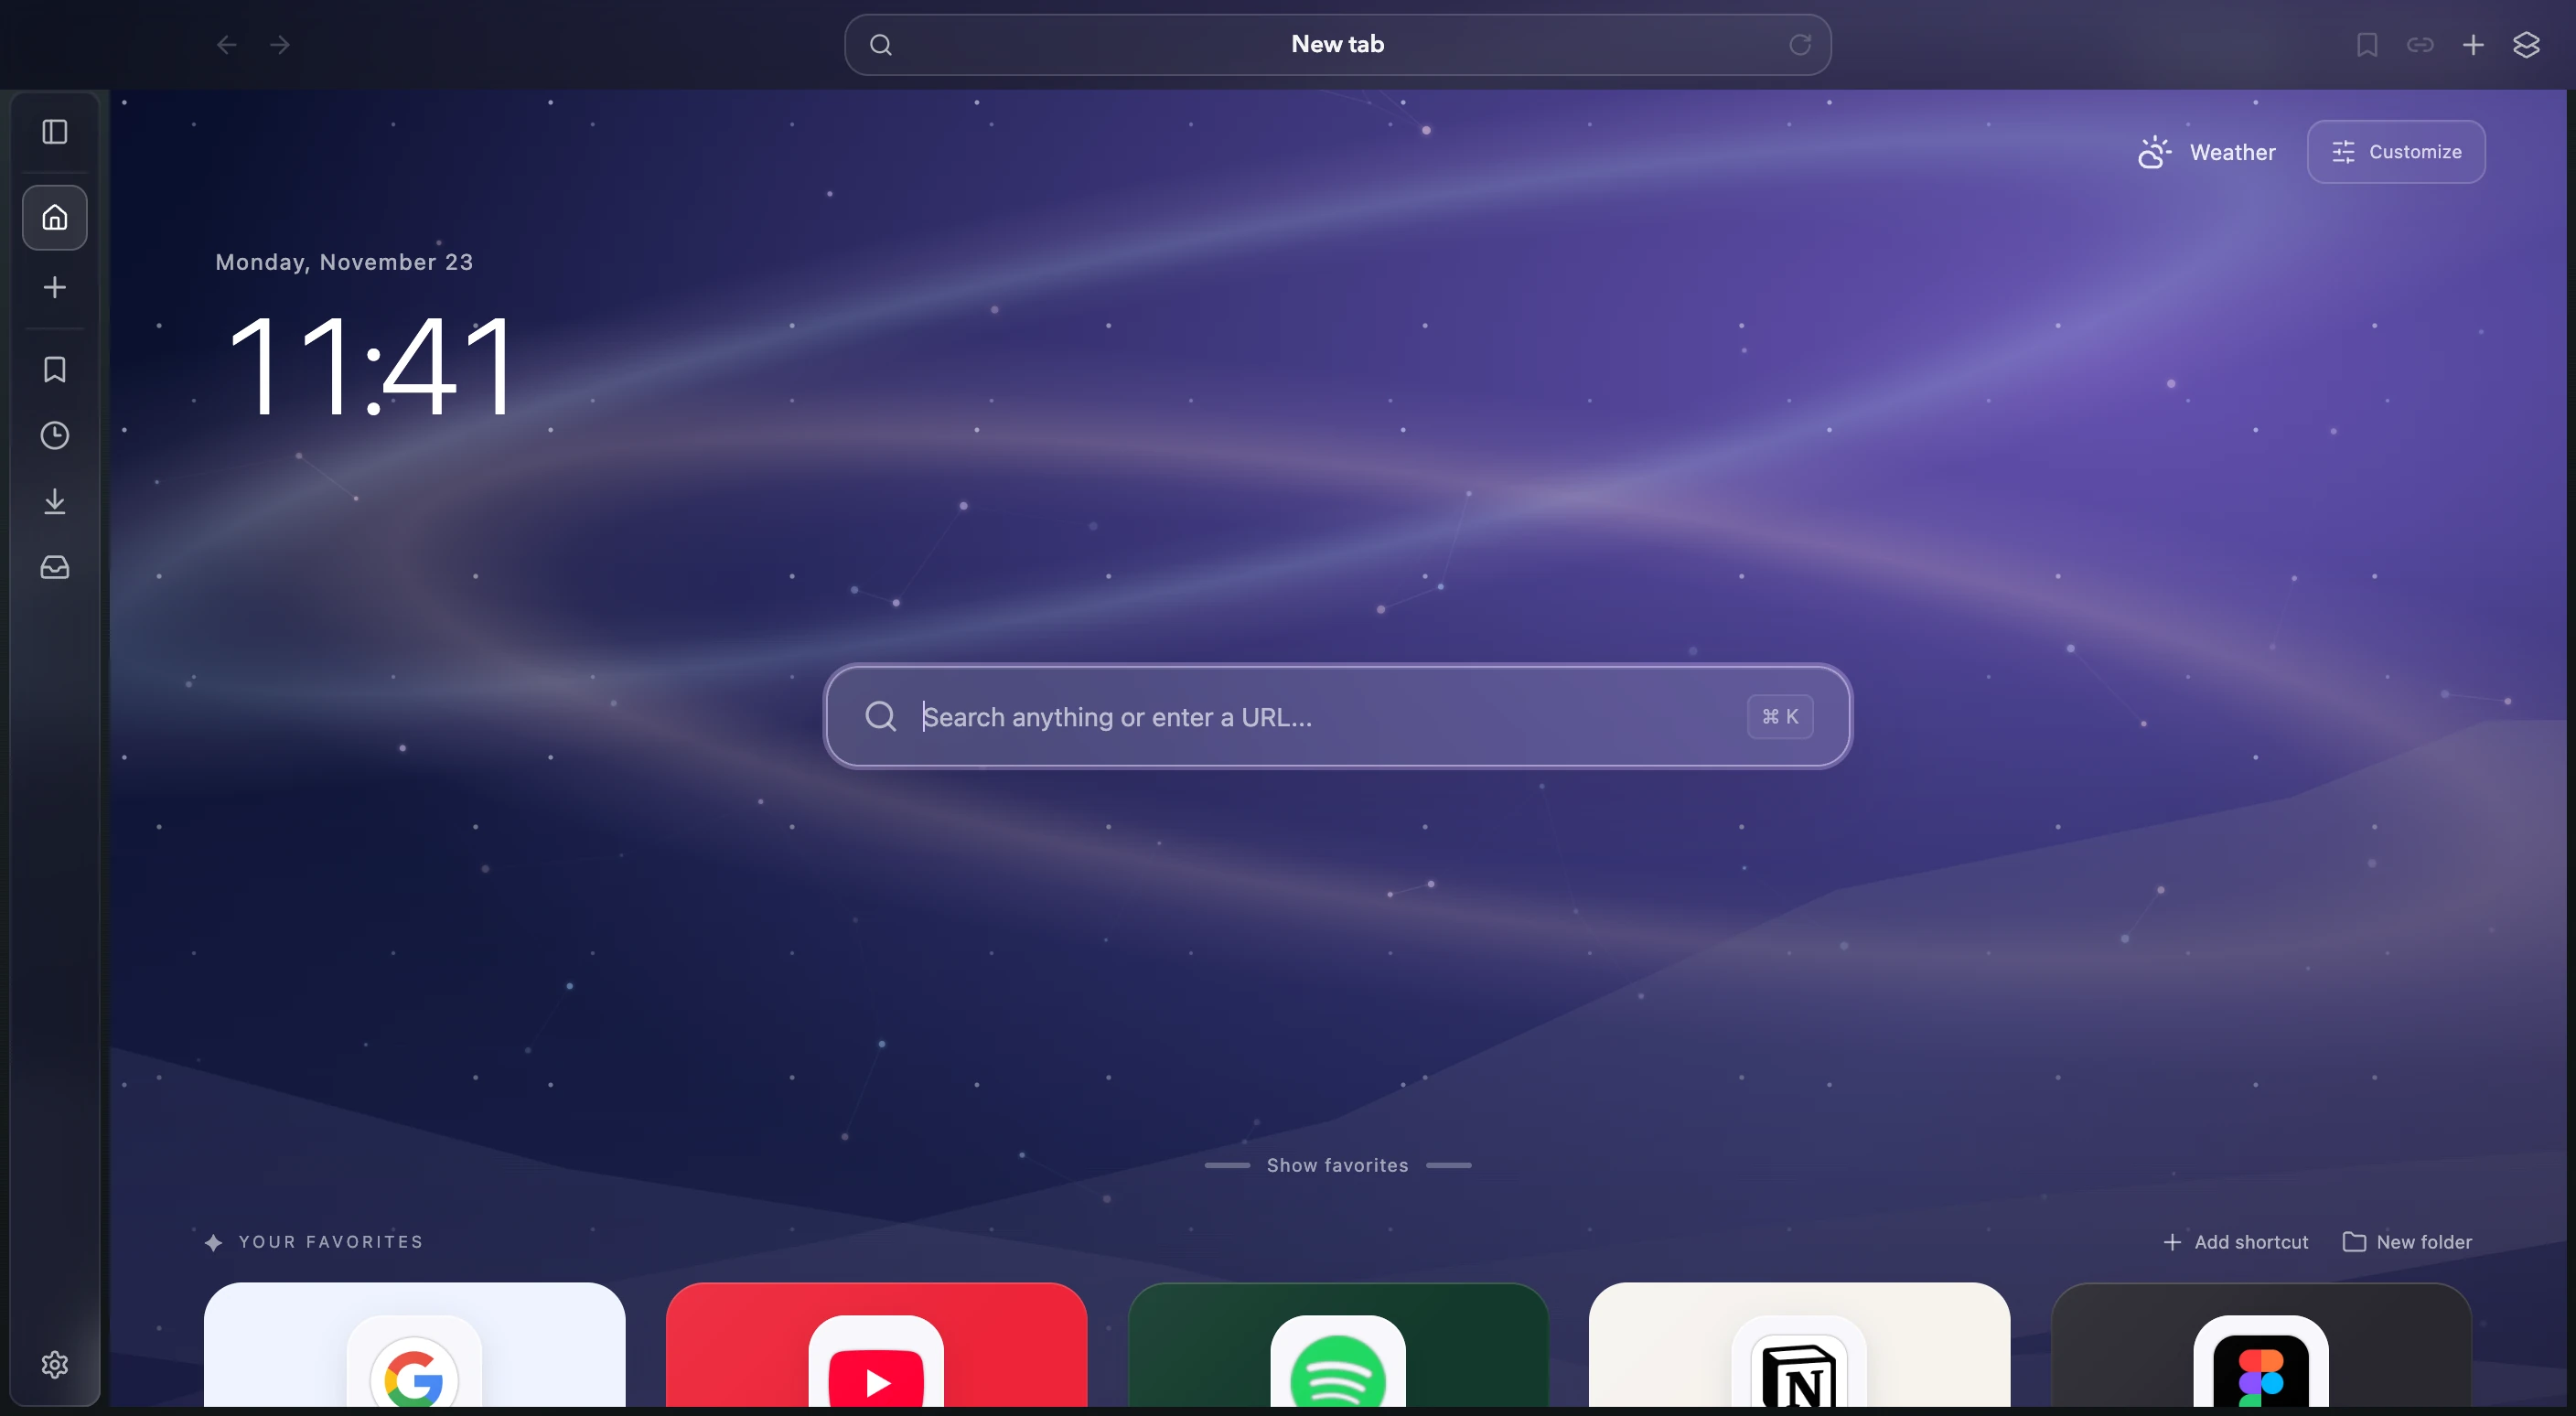 New tab
Weather
Customize
Monday, November 23
11:41
Search anything or enter a URL...
⌘ K
Show favorites
YOUR FAVORITES
Add shortcut
New folder